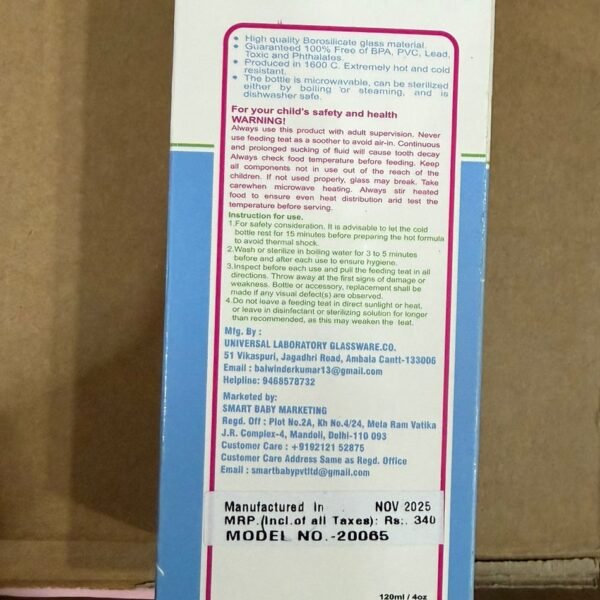 High quality Borosilicate glass material.
Guaranteed 100% Free of BPA, PVC, Lead,
Toxic and Phthalates.
Produced in 1600 C. Extremely hot and cold
resistant.
The bottle is microwavable, can be sterilized
either by boiling or steaming, and is
dishwasher safe.
For your child's safety and health
WARNING!
Always use this product with adult supervision. Never
use feeding teat as a soother to avoid air-in. Continuous
and prolonged sucking of fluid will cause tooth decay
Always check food temperature before feeding. Keep
all components not in use out of the reach of the
children. If not used properly, glass may break. Take
carewhen microwave heating. Always stir heated
food to ensure even heat distribution and test the
temperature before serving.
Instruction for use.
1.For safety consideration. It is advisable to let the cold
bottle rest for 15 minutes before preparing the hot formula
to avoid thermal shock.
2.Wash or sterilize in boiling water for 3 to 5 minutes
before and after each use to ensure hygiene.
3.Inspect before each use and pull the feeding teat in all
directions. Throw away at the first signs of damage or
weakness. Bottle or accessory, replacement shall be
made if any visual defect(s) are observed.
4.Do not leave a feeding teat in direct sunlight or heat,
or leave in disinfectant or sterilizing solution for longer
than recommended, as this may weaken the teat.
Mfg. By :
UNIVERSAL LABORATORY GLASSWARE.CO.
51 Vikaspuri, Jagadhri Road, Ambala Cantt-133006
Email : balwinderkumar13@gmail.com
Helpline: 9468578732
Marketed by:
SMART BABY MARKETING
Regd. Off : Plot No.2A, Kh No.4/24, Mela Ram Vatika
J.R. Complex-4, Mandoli, Delhi-110 093
Customer Care : +9192121 52875
Customer Care Address Same as Regd. Office
Email : smartbabypvtltd@gmail.com
Manufactured In NOV 2025
MRP.(Incl.of all Taxes): Rs:. 340
MODEL NO.-20065
120ml / 4oz